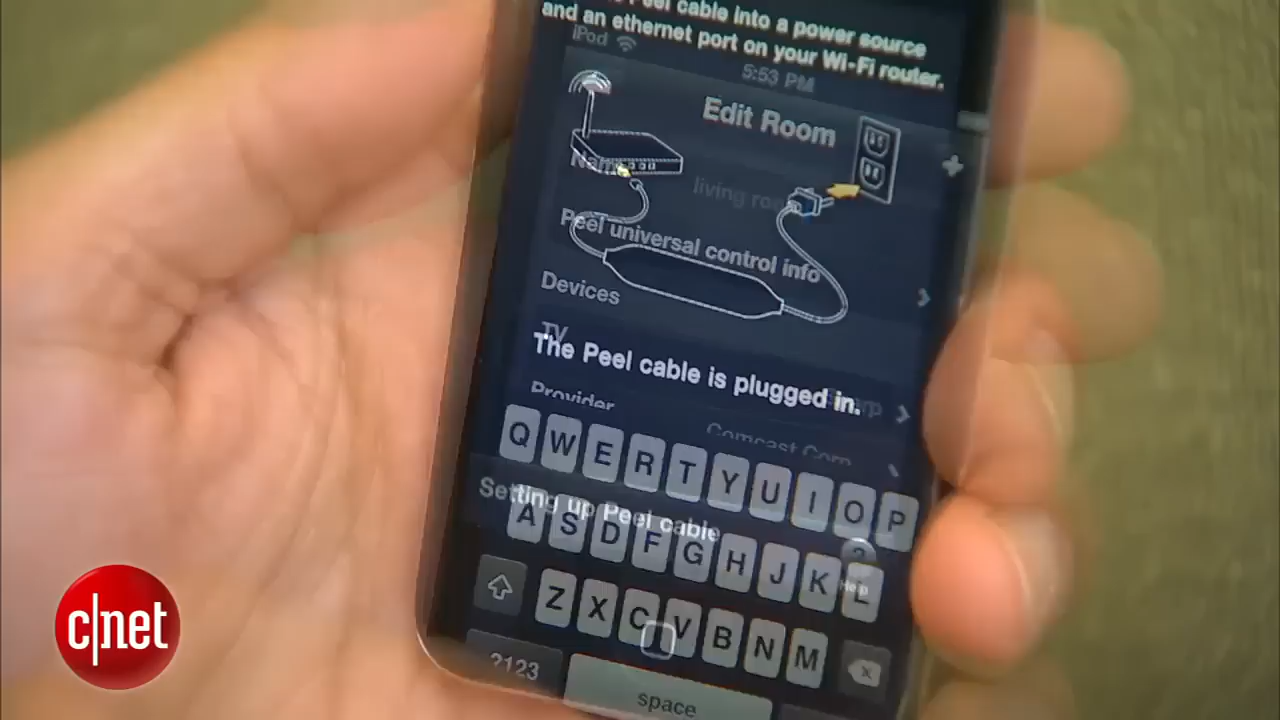 Peel cable into a power source
and an ethernet port on your Wi-Fi router.
iPod
5:53 PM
Edit Room
Name
living room
Peel universal control info
Devices
TV
The Peel cable is plugged in.
Provider
Comcast Corp
Q W E R T Y U I O P
Setting up Peel cable
A S D F G H J K L
?
Help
Z X C V B N M
?123
space
c|net